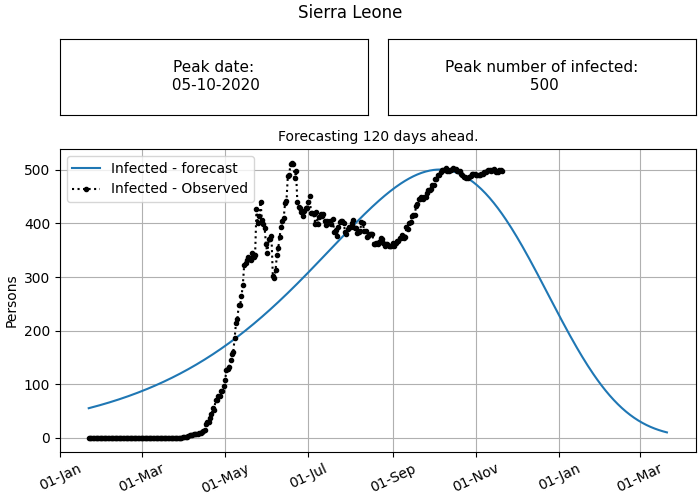 Sierra Leone
Peak date:
05-10-2020
Peak number of infected:
500
Forecasting 120 days ahead.
Infected - forecast
Infected - Observed
Persons
500
400
300
200
100
0
01-Jan
01-Mar
01-May
01-Jul
01-Sep
01-Nov
01-Jan
01-Mar